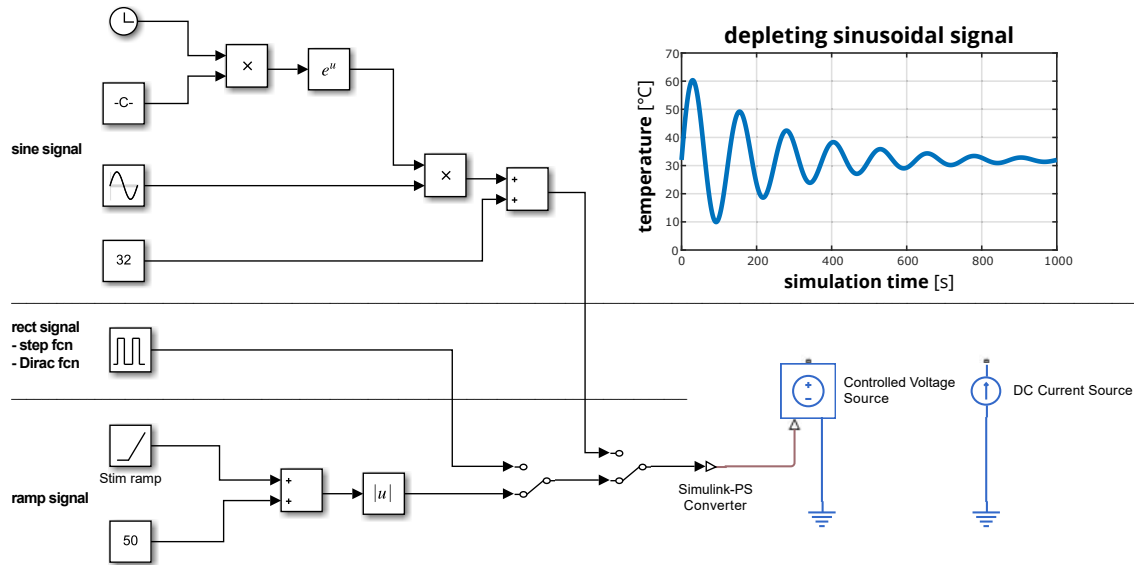 depleting sinusoidal signal
70
60
50
40
30
20
10
0
temperature [°C]
0
200
400
600
800
1000
simulation time [s]
×
e^u
-C-
sine signal
×
+
+
32
rect signal
- step fcn
- Dirac fcn
Controlled Voltage
Source
DC Current Source
+
−
Stim ramp
+
+
|u|
ramp signal
50
Simulink-PS
Converter